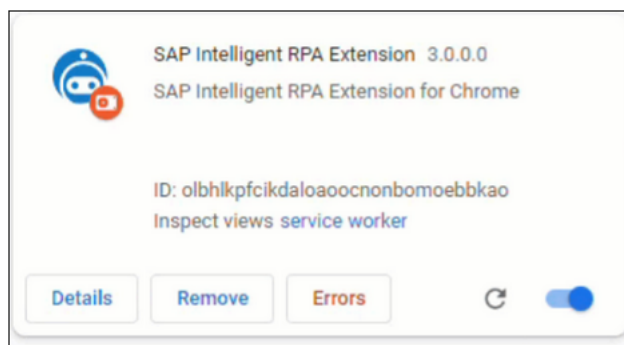 SAP Intelligent RPA Extension 3.0.0.0
SAP Intelligent RPA Extension for Chrome
ID: olbhlkpfcikdaloaoocnonbomoebbkao
Inspect views service worker
Details Remove Errors